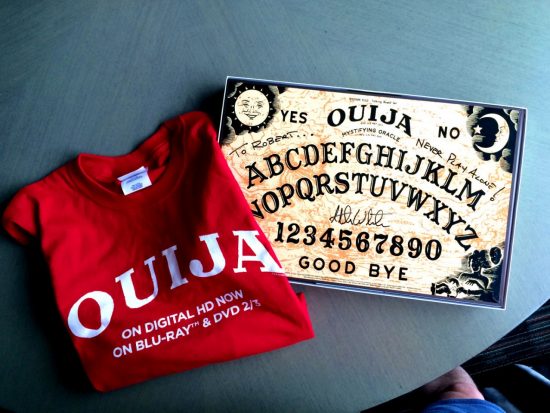 OUIJA
ON DIGITAL HD NOW
ON BLU-RAY™ & DVD 2/3
YES
OUIJA
NO
MYSTIFYING ORACLE
TO ROBERT...
NEVER PLAY ALONE!
ABCDEFGHIJKLM
NOPQRSTUVWXYZ
1234567890
GOOD BYE